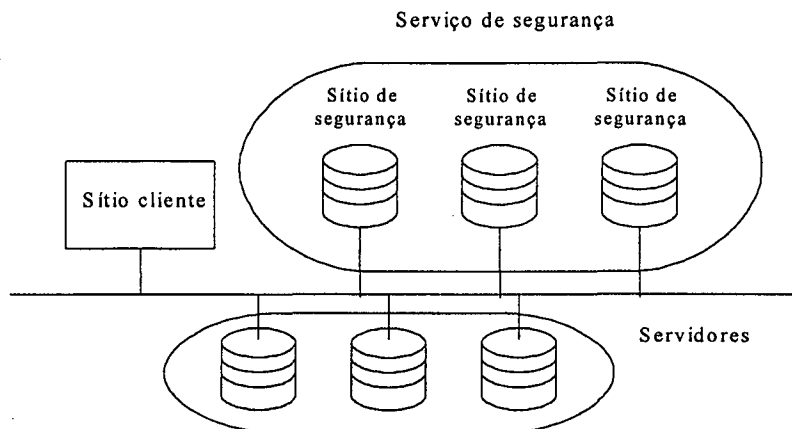 Serviço de segurança
Sítio de
segurança
Sítio de
segurança
Sítio de
segurança
Sítio cliente
Servidores